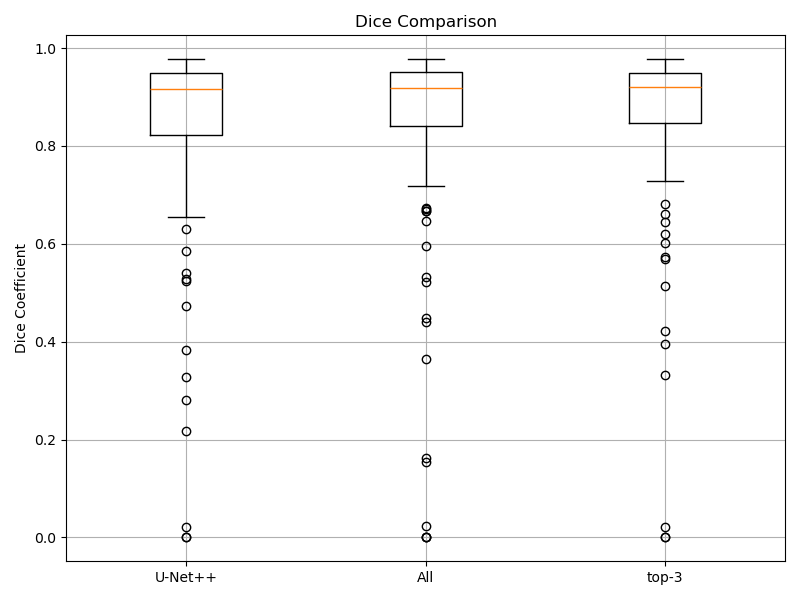 Dice Comparison
Dice Coefficient
1.0
0.8
0.6
0.4
0.2
0.0
U-Net++
All
top-3